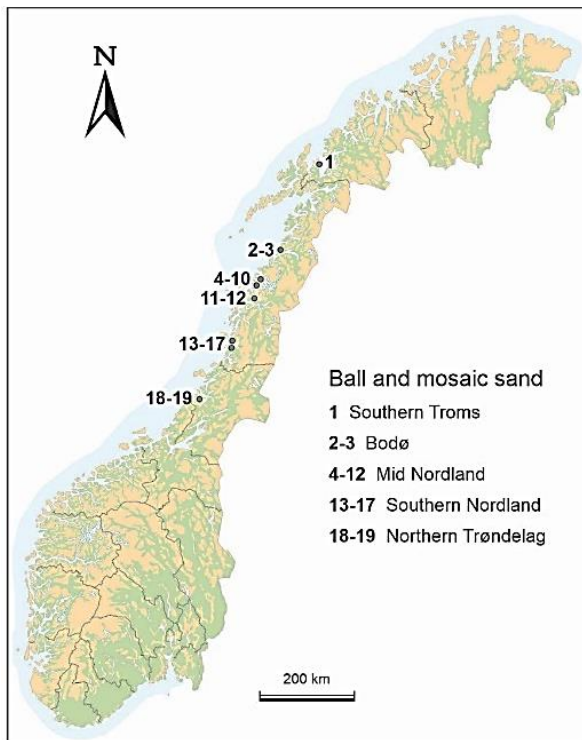 N
1
2-3
4-10
11-12
13-17
18-19
Ball and mosaic sand
1 Southern Troms
2-3 Bodø
4-12 Mid Nordland
13-17 Southern Nordland
18-19 Northern Trøndelag
200 km